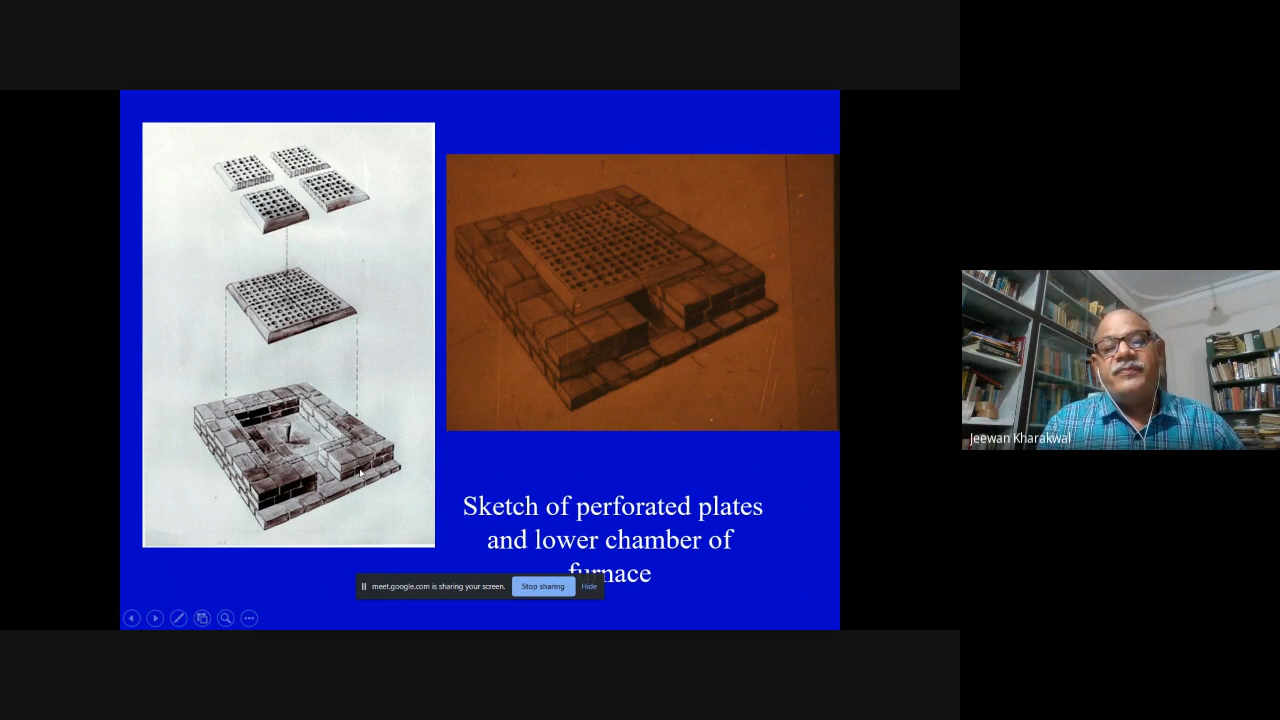 Sketch of perforated plates
and lower chamber of
furnace
meet.google.com is sharing your screen.
Stop sharing
Hide
Jeewan Kharakwal